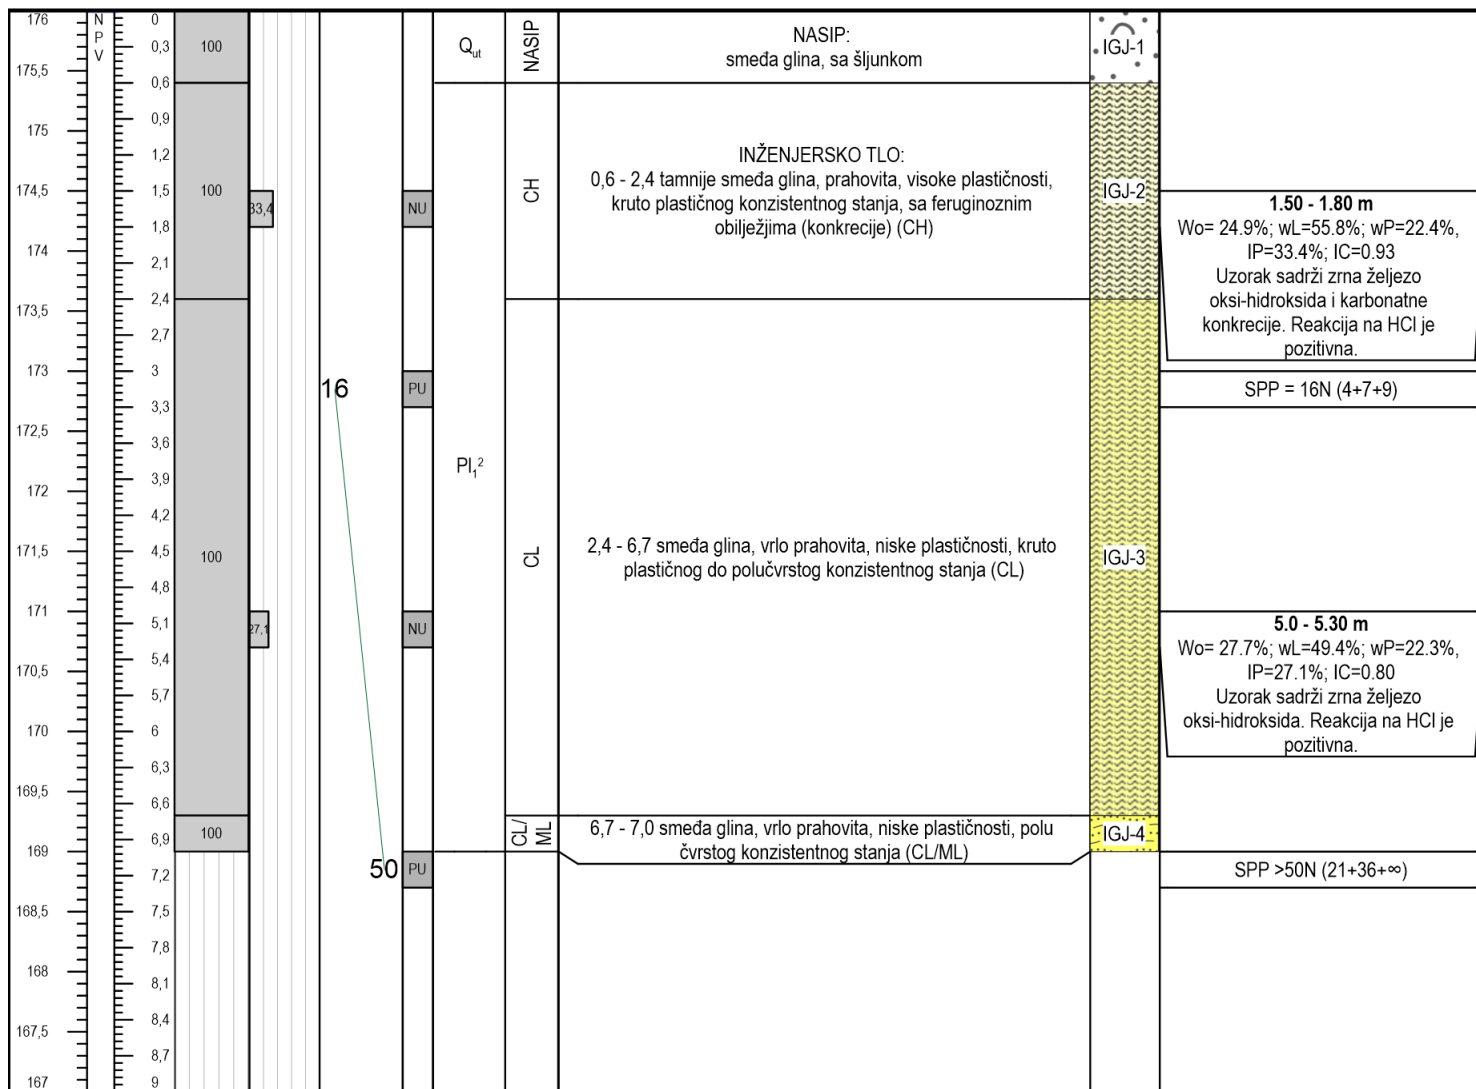 176
175,5
175
174,5
174
173,5
173
172,5
172
171,5
171
170,5
170
169,5
169
168,5
168
167,5
167
N
P
V
0
0,3
0,6
0,9
1,2
1,5
1,8
2,1
2,4
2,7
3
3,3
3,6
3,9
4,2
4,5
4,8
5,1
5,4
5,7
6
6,3
6,6
6,9
7,2
7,5
7,8
8,1
8,4
8,7
9
100
100
100
100
33,4
27,1
16
50
NU
PU
NU
PU
Qut
Pl₁²
NASIP
CH
CL
CL/
ML
NASIP:
smeđa glina, sa šljunkom
INŽENJERSKO TLO:
0,6 - 2,4 tamnije smeđa glina, prahovita, visoke plastičnosti,
kruto plastičnog konzistentnog stanja, sa feruginoznim
obilježjima (konkrecije) (CH)
2,4 - 6,7 smeđa glina, vrlo prahovita, niske plastičnosti, kruto
plastičnog do polučvrstog konzistentnog stanja (CL)
6,7 - 7,0 smeđa glina, vrlo prahovita, niske plastičnosti, polu
čvrstog konzistentnog stanja (CL/ML)
IGJ-1
IGJ-2
IGJ-3
IGJ-4
1.50 - 1.80 m
Wo= 24.9%; wL=55.8%; wP=22.4%,
IP=33.4%; IC=0.93
Uzorak sadrži zrna željezo
oksi-hidroksida i karbonatne
konkrecije. Reakcija na HCl je
pozitivna.
SPP = 16N (4+7+9)
5.0 - 5.30 m
Wo= 27.7%; wL=49.4%; wP=22.3%,
IP=27.1%; IC=0.80
Uzorak sadrži zrna željezo
oksi-hidroksida. Reakcija na HCl je
pozitivna.
SPP >50N (21+36+∞)